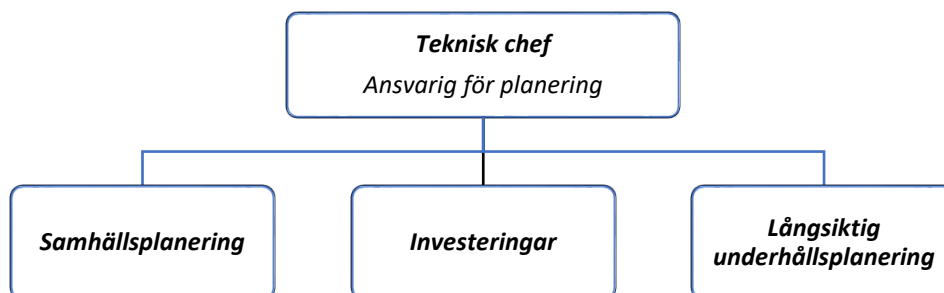 Teknisk chef
Ansvarig för planering
Samhällsplanering
Investeringar
Långsiktig
underhållsplanering